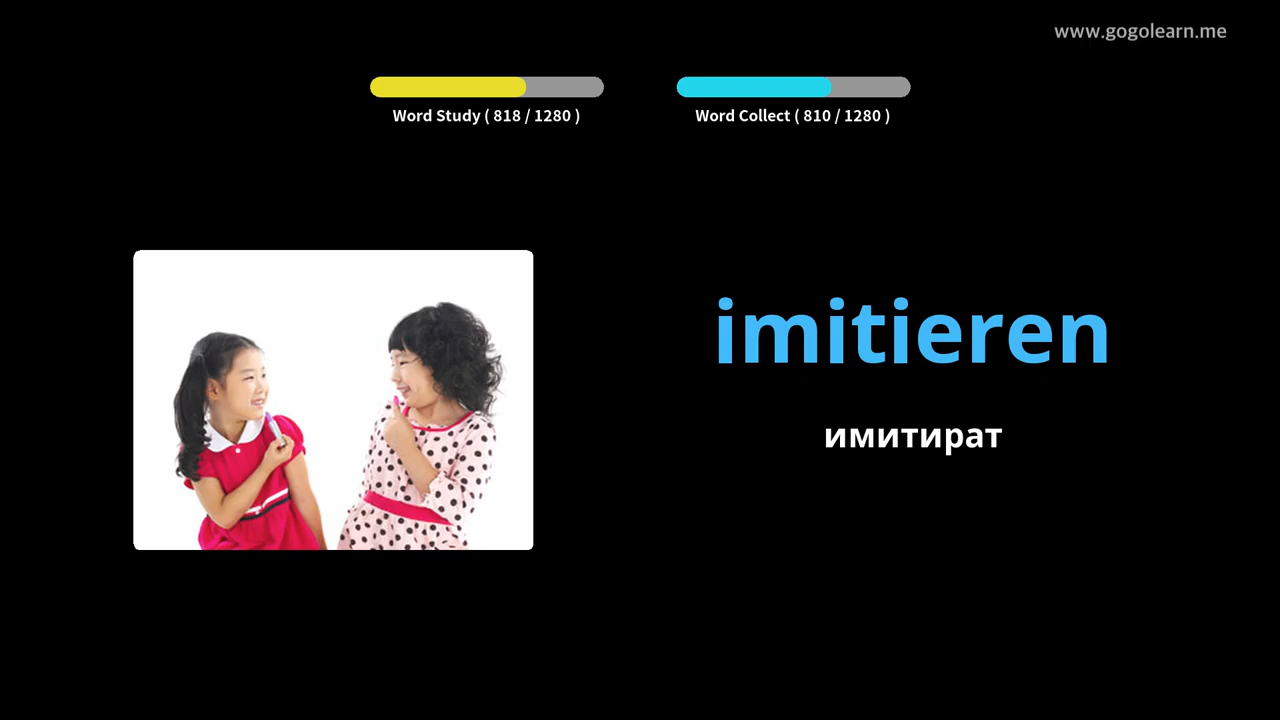 www.gogolearn.me
Word Study ( 818 / 1280 )
Word Collect ( 810 / 1280 )
imitieren
имитират